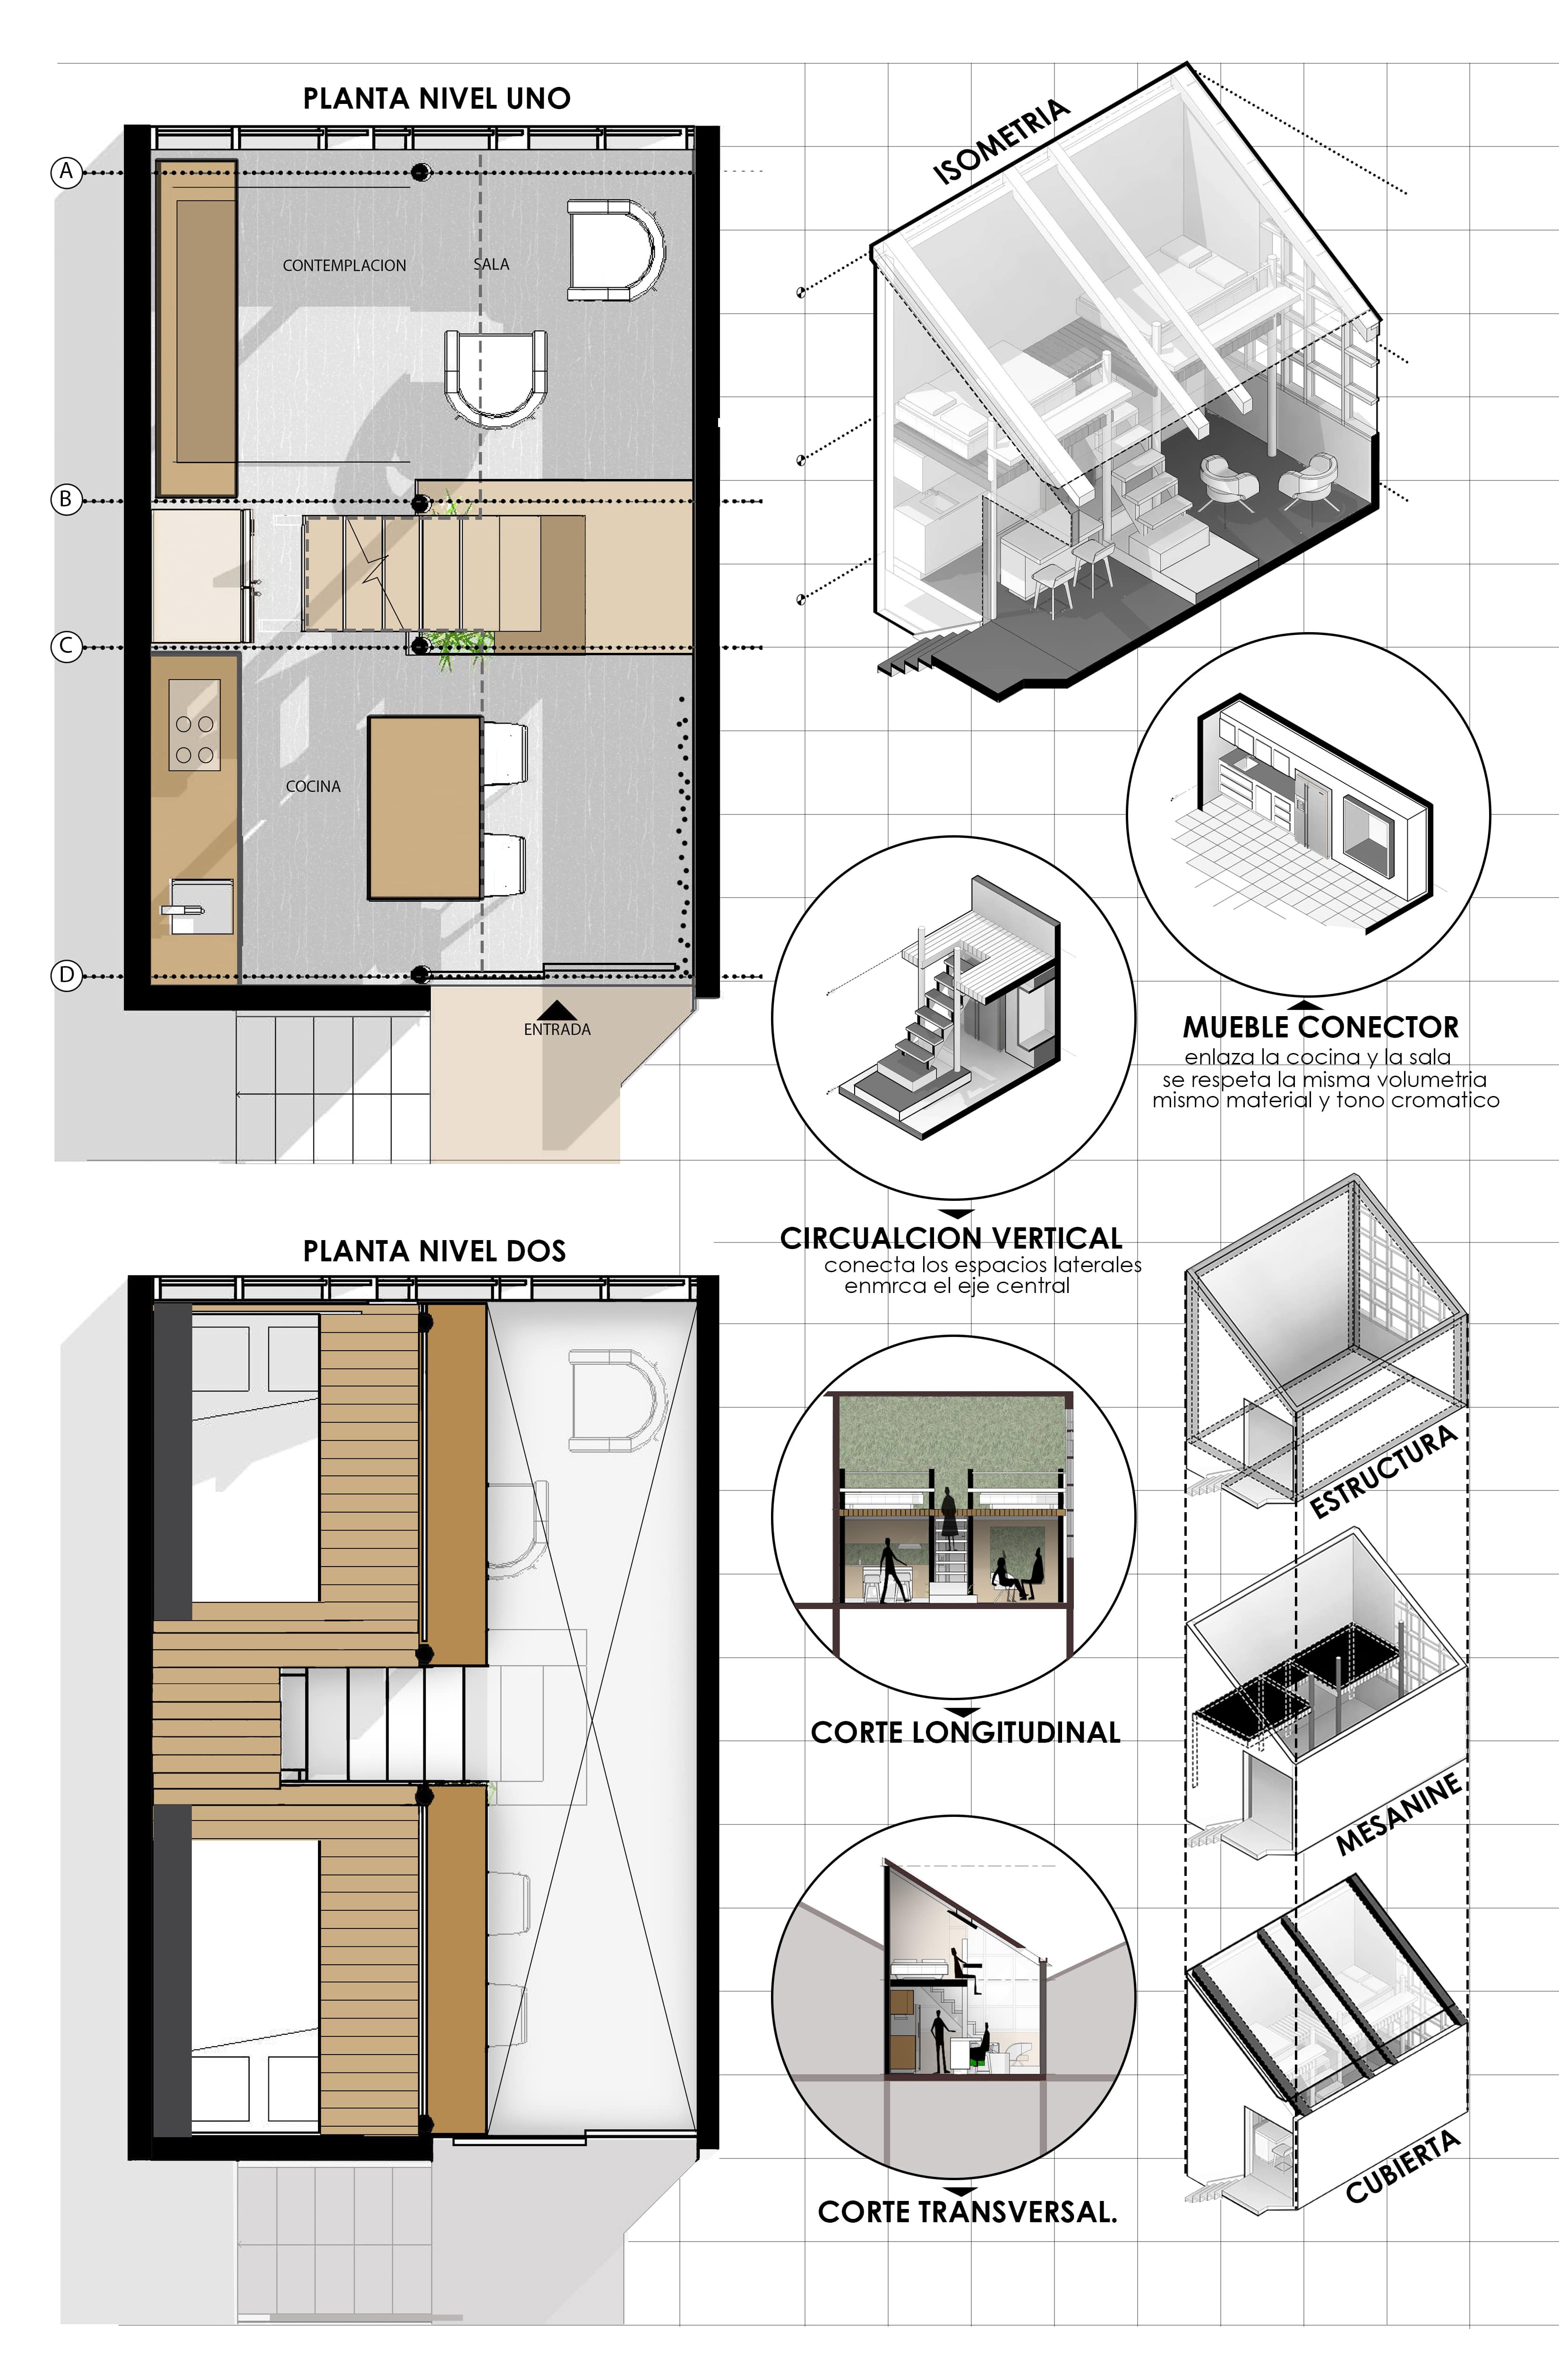 PLANTA NIVEL UNO
A
CONTEMPLACION
SALA
B
C
COCINA
D
ENTRADA
ISOMETRIA
MUEBLE CONECTOR
enlaza la cocina y la sala
se respeta la misma volumetria
mismo material y tono cromatico
CIRCUALCION VERTICAL
conecta los espacios laterales
enmrca el eje central
PLANTA NIVEL DOS
ESTRUCTURA
CORTE LONGITUDINAL
MESANINE
CORTE TRANSVERSAL.
CUBIERTA